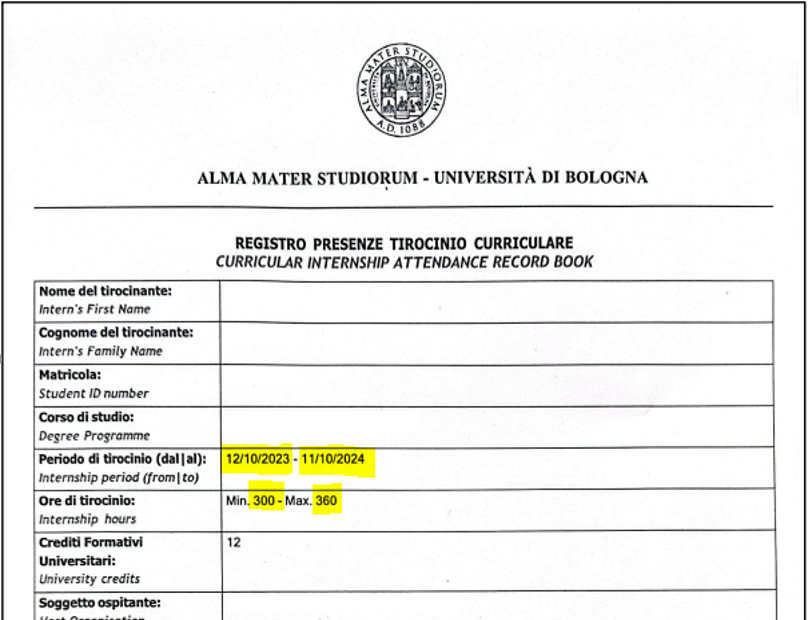 ALMA MATER STUDIORUM
A.D. 1088
ALMA MATER STUDIORUM - UNIVERSITÀ DI BOLOGNA
REGISTRO PRESENZE TIROCINIO CURRICULARE
CURRICULAR INTERNSHIP ATTENDANCE RECORD BOOK
Nome del tirocinante:
Intern's First Name
Cognome del tirocinante:
Intern's Family Name
Matricola:
Student ID number
Corso di studio:
Degree Programme
Periodo di tirocinio (dal|al): 12/10/2023 - 11/10/2024
Internship period (from|to)
Ore di tirocinio: Min. 300 - Max. 360
Internship hours
Crediti Formativi 12
Universitari:
University credits
Soggetto ospitante:
Host Organisation